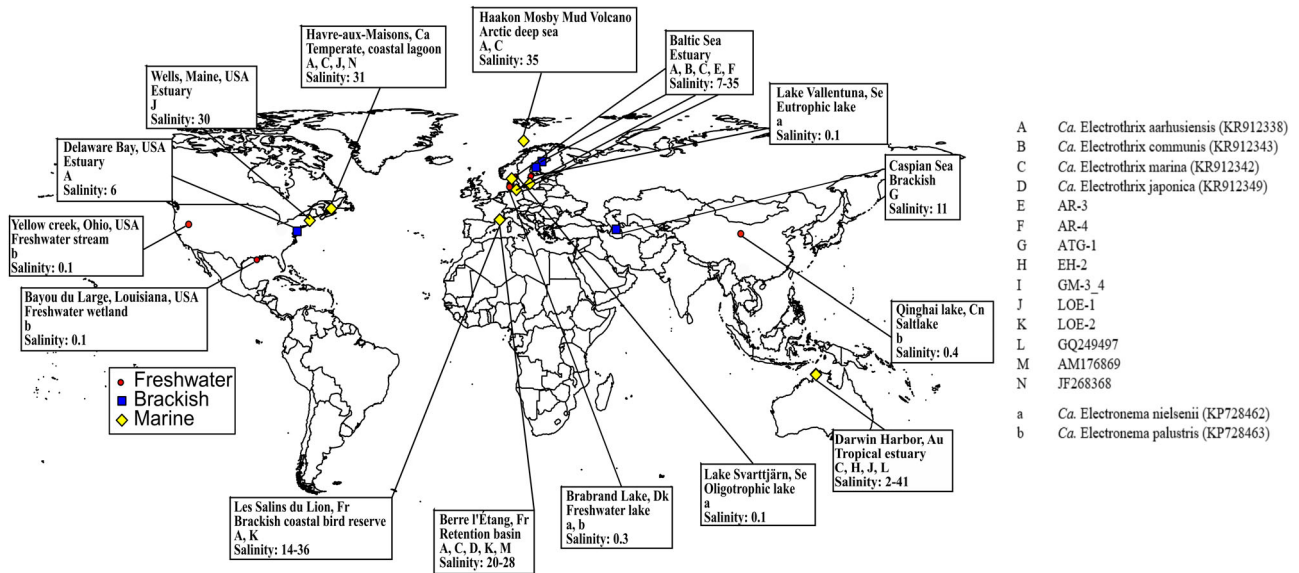 Haakon Mosby Mud Volcano
Arctic deep sea
A, C
Salinity: 35
Havre-aux-Maisons, Ca
Temperate, coastal lagoon
A, C, J, N
Salinity: 31
Baltic Sea
Estuary
A, B, C, E, F
Salinity: 7-35
Wells, Maine, USA
Estuary
J
Salinity: 30
Lake Vallentuna, Se
Eutrophic lake
a
Salinity: 0.1
Delaware Bay, USA
Estuary
A
Salinity: 6
Caspian Sea
Brackish
G
Salinity: 11
Yellow creek, Ohio, USA
Freshwater stream
b
Salinity: 0.1
Bayou du Large, Louisiana, USA
Freshwater wetland
b
Salinity: 0.1
Qinghai lake, Cn
Saltlake
b
Salinity: 0.4
Freshwater
Brackish
Marine
Darwin Harbor, Au
Tropical estuary
C, H, J, L
Salinity: 2-41
Les Salins du Lion, Fr
Brackish coastal bird reserve
A, K
Salinity: 14-36
Berre l'Étang, Fr
Retention basin
A, C, D, K, M
Salinity: 20-28
Brabrand Lake, Dk
Freshwater lake
a, b
Salinity: 0.3
Lake Svarttjärn, Se
Oligotrophic lake
a
Salinity: 0.1
A Ca. Electrothrix aarhusiensis (KR912338)
B Ca. Electrothrix communis (KR912343)
C Ca. Electrothrix marina (KR912342)
D Ca. Electrothrix japonica (KR912349)
E AR-3
F AR-4
G ATG-1
H EH-2
I GM-3_4
J LOE-1
K LOE-2
L GQ249497
M AM176869
N JF268368
a Ca. Electronema nielsenii (KP728462)
b Ca. Electronema palustris (KP728463)